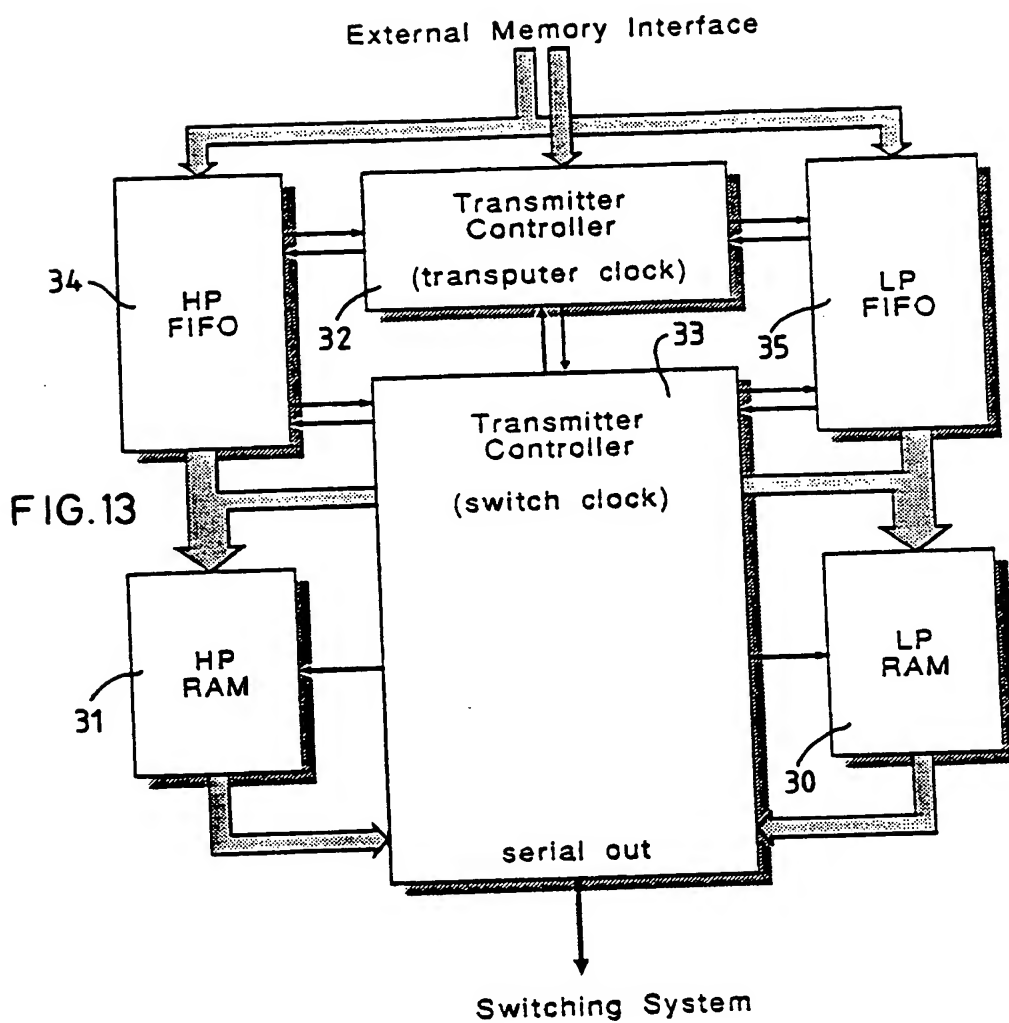 External Memory Interface
Transmitter
Controller
(transputer clock)
34
HP
FIFO
32
LP
FIFO
35
33
Transmitter
Controller
(switch clock)
FIG.13
HP
RAM
31
LP
RAM
30
serial out
Switching System